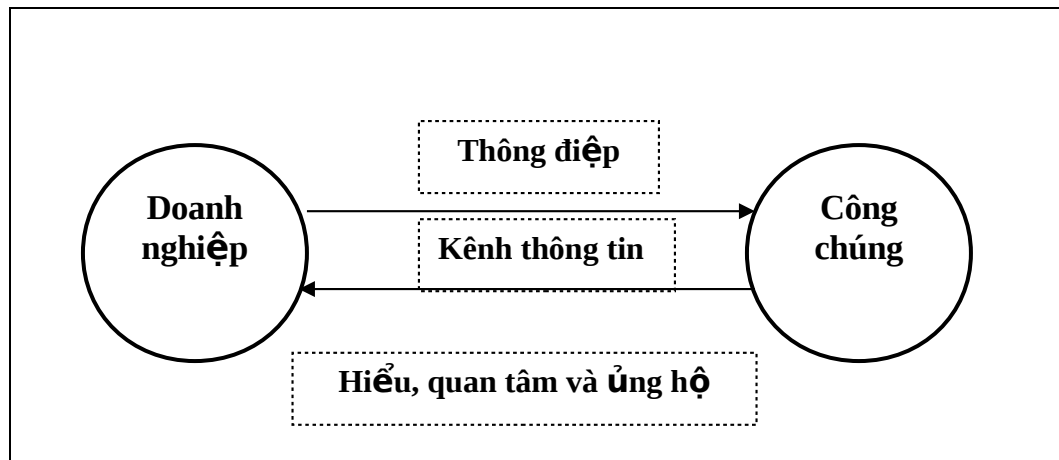 Thông điệp
Doanh
nghiệp
Công
chúng
Kênh thông tin
Hiểu, quan tâm và ủng hộ